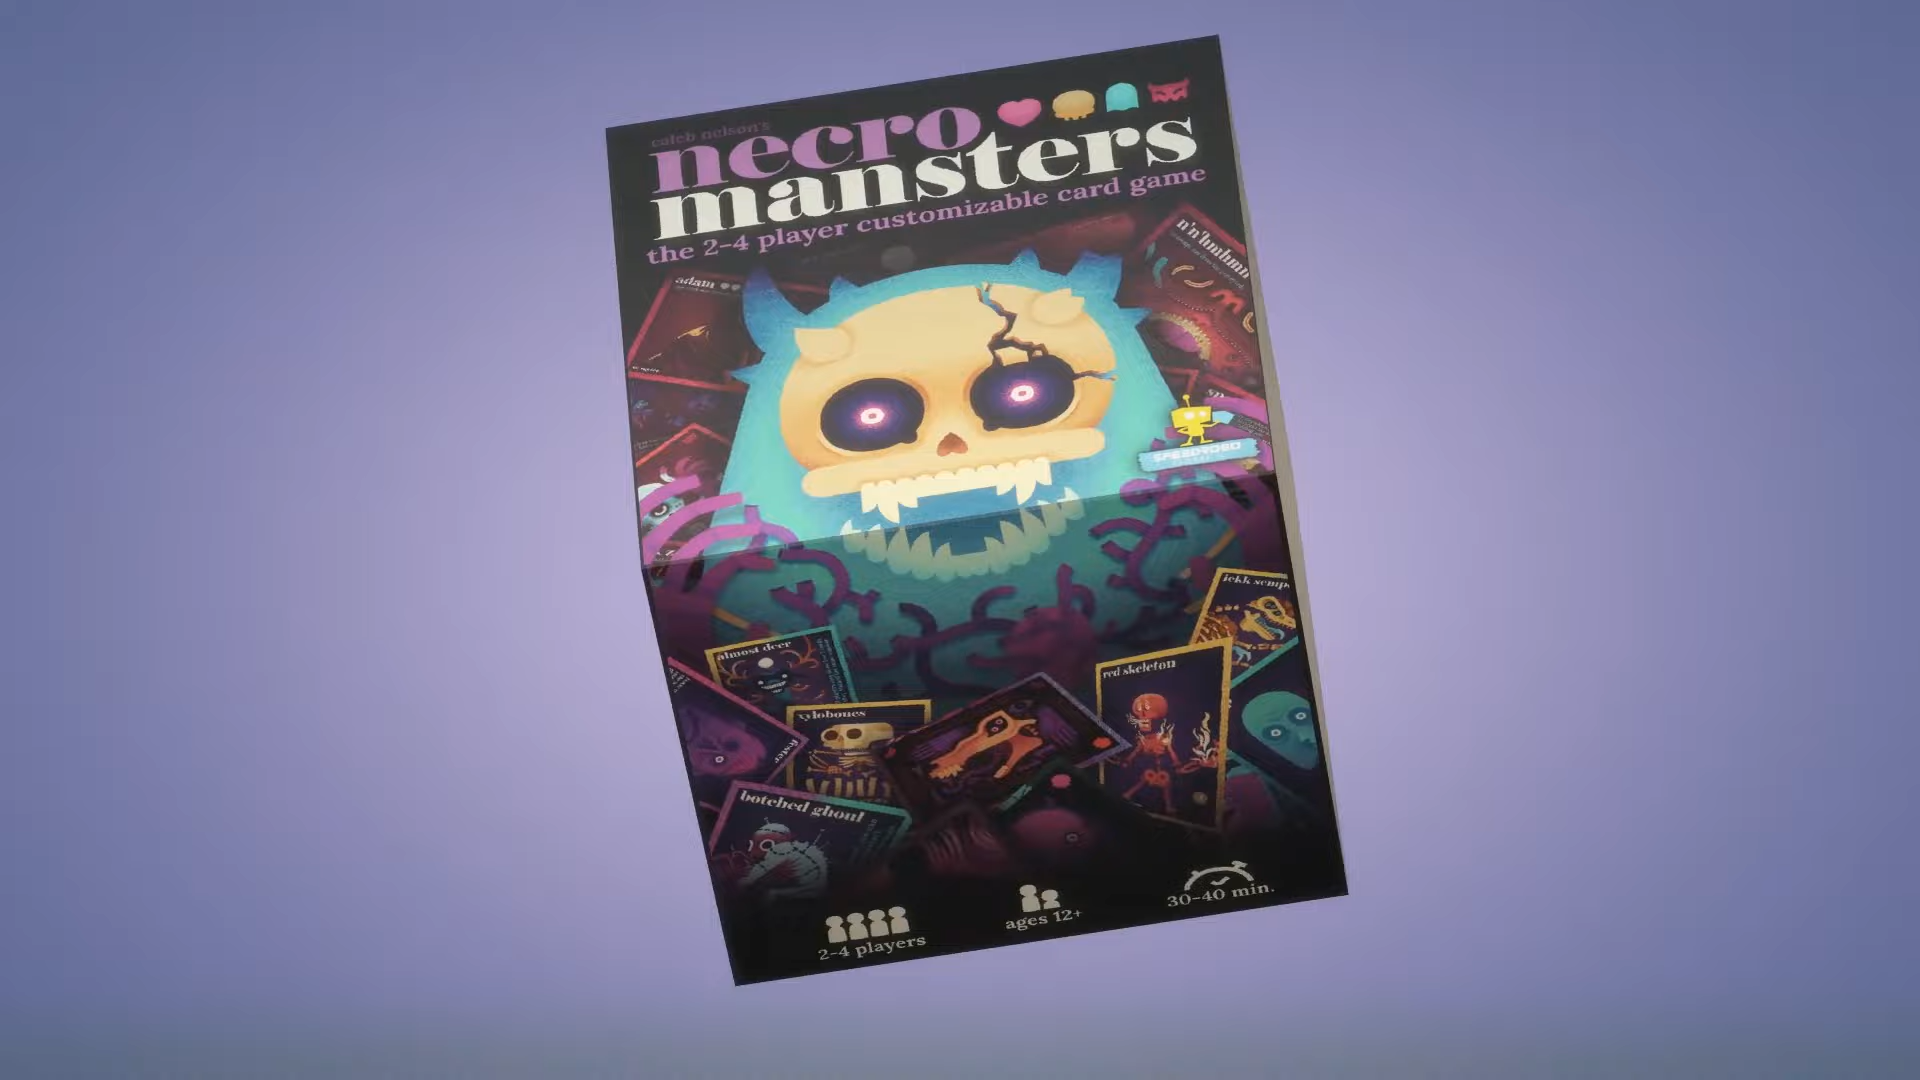 caleb nelson's
necro
mansters
the 2-4 player customizable card game
adam
almost deer
xylobones
red skeleton
fester
botched ghoul
2-4 players
ages 12+
30-40 min.